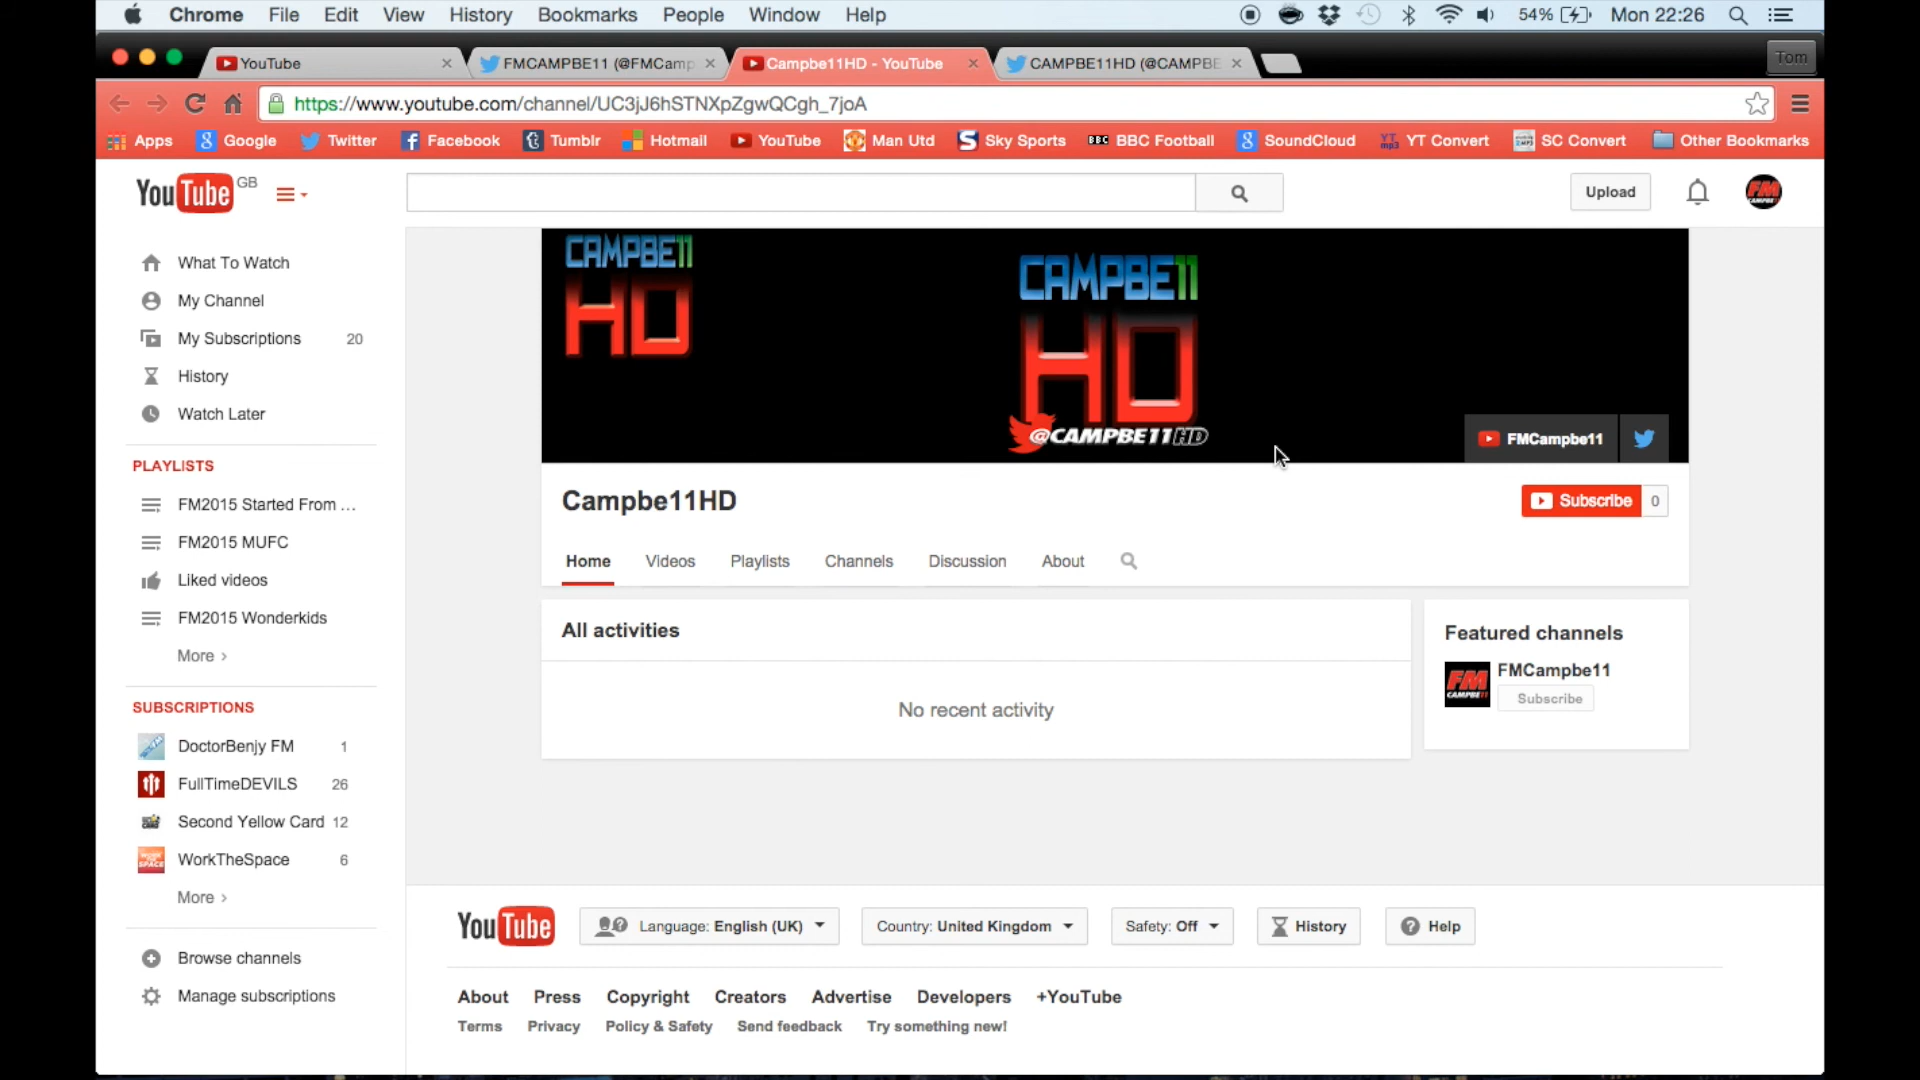 Chrome File Edit View History Bookmarks People Window Help 54% Mon 22:26
YouTube FMCAMPBE11 (@FMCamp Campbe11HD - YouTube CAMPBE11HD (@CAMPBE Tom
https://www.youtube.com/channel/UC3jJ6hSTNXpZgwQCgh_7joA
Apps Google Twitter Facebook Tumblr Hotmail YouTube Man Utd Sky Sports BBC BBC Football SoundCloud YT Convert SC Convert Other Bookmarks
YouTube GB Upload FM CAMPBE11
What To Watch
My Channel
My Subscriptions 20
History
Watch Later
PLAYLISTS
FM2015 Started From ...
FM2015 MUFC
Liked videos
FM2015 Wonderkids
More ›
SUBSCRIPTIONS
DoctorBenjy FM 1
FullTimeDEVILS 26
Second Yellow Card 12
WorkTheSpace 6
More ›
Browse channels
Manage subscriptions
CAMPBE11
HD
CAMPBE11
HD
@CAMPBE11HD
FMCampbe11
Campbe11HD
Subscribe 0
Home Videos Playlists Channels Discussion About
All activities
No recent activity
Featured channels
FM CAMPBE11
FMCampbe11
Subscribe
YouTube Language: English (UK) Country: United Kingdom Safety: Off History Help
About Press Copyright Creators Advertise Developers +YouTube
Terms Privacy Policy & Safety Send feedback Try something new!